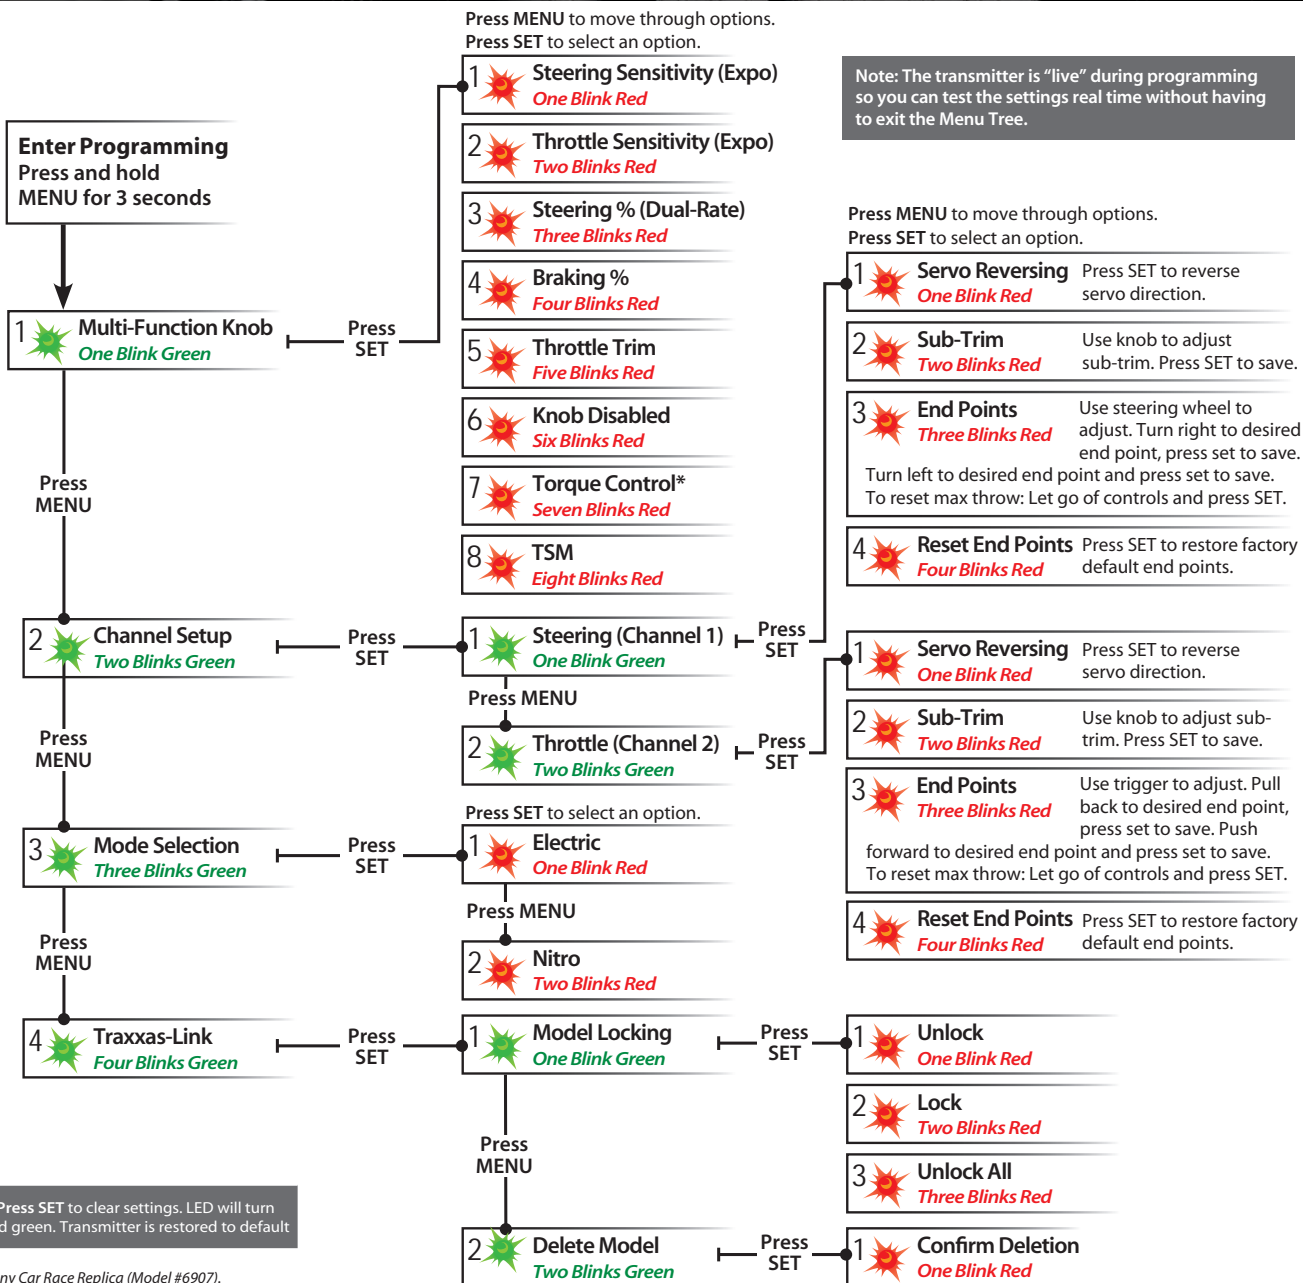 Press MENU to move through options.
Press SET to select an option.
Note: The transmitter is "live" during programming
so you can test the settings real time without having
to exit the Menu Tree.
Enter Programming
Press and hold
MENU for 3 seconds
1 Multi-Function Knob
One Blink Green
Press
SET
1 Steering Sensitivity (Expo)
One Blink Red
2 Throttle Sensitivity (Expo)
Two Blinks Red
3 Steering % (Dual-Rate)
Three Blinks Red
4 Braking %
Four Blinks Red
5 Throttle Trim
Five Blinks Red
6 Knob Disabled
Six Blinks Red
7 Torque Control*
Seven Blinks Red
8 TSM
Eight Blinks Red
Press
MENU
2 Channel Setup
Two Blinks Green
Press
SET
1 Steering (Channel 1)
One Blink Green
Press
SET
Press MENU to move through options.
Press SET to select an option.
1 Servo Reversing Press SET to reverse
One Blink Red servo direction.
2 Sub-Trim Use knob to adjust
Two Blinks Red sub-trim. Press SET to save.
3 End Points Use steering wheel to
Three Blinks Red adjust. Turn right to desired
end point, press set to save.
Turn left to desired end point and press set to save.
To reset max throw: Let go of controls and press SET.
4 Reset End Points Press SET to restore factory
Four Blinks Red default end points.
Press MENU
2 Throttle (Channel 2)
Two Blinks Green
Press
SET
1 Servo Reversing Press SET to reverse
One Blink Red servo direction.
2 Sub-Trim Use knob to adjust sub-
Two Blinks Red trim. Press SET to save.
3 End Points Use trigger to adjust. Pull
Three Blinks Red back to desired end point,
press set to save. Push
forward to desired end point and press set to save.
To reset max throw: Let go of controls and press SET.
4 Reset End Points Press SET to restore factory
Four Blinks Red default end points.
Press
MENU
3 Mode Selection
Three Blinks Green
Press
SET
Press SET to select an option.
1 Electric
One Blink Red
Press MENU
2 Nitro
Two Blinks Red
Press
MENU
4 Traxxas-Link
Four Blinks Green
Press
SET
1 Model Locking
One Blink Green
Press
SET
1 Unlock
One Blink Red
2 Lock
Two Blinks Red
3 Unlock All
Three Blinks Red
Press
MENU
2 Delete Model
Two Blinks Green
Press
SET
1 Confirm Deletion
One Blink Red
Press SET to clear settings. LED will turn
d green. Transmitter is restored to default
ny Car Race Replica (Model #6907).